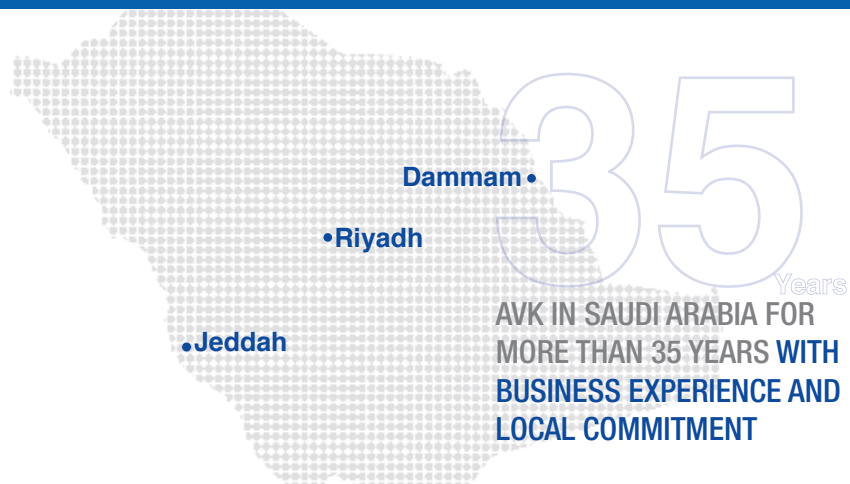 35
Dammam
Riyadh
Years
Jeddah
AVK IN SAUDI ARABIA FOR
MORE THAN 35 YEARS WITH
BUSINESS EXPERIENCE AND
LOCAL COMMITMENT